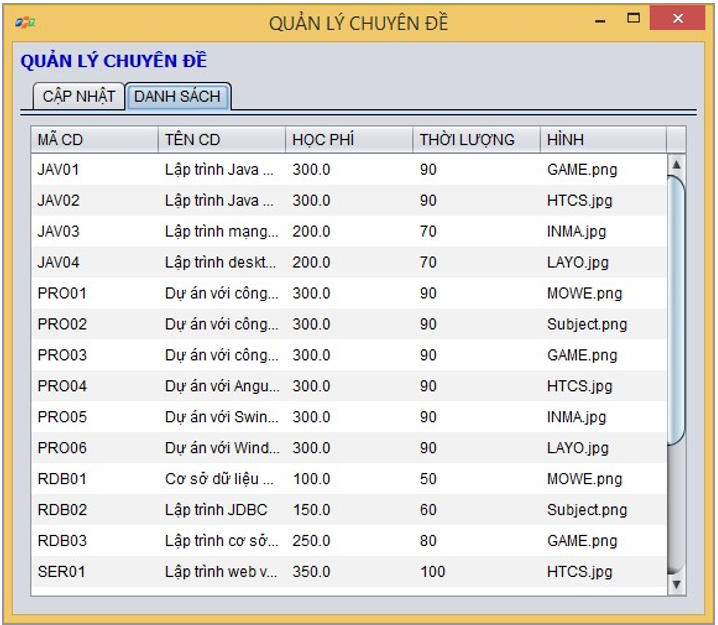 QUẢN LÝ CHUYÊN ĐỀ
QUẢN LÝ CHUYÊN ĐỀ
CẬP NHẬT DANH SÁCH
MÃ CD TÊN CD HỌC PHÍ THỜI LƯỢNG HÌNH
JAV01 Lập trình Java ... 300.0 90 GAME.png
JAV02 Lập trình Java ... 300.0 90 HTCS.jpg
JAV03 Lập trình mạng... 200.0 70 INMA.jpg
JAV04 Lập trình deskt... 200.0 70 LAYO.jpg
PRO01 Dự án với công... 300.0 90 MOWE.png
PRO02 Dự án với công... 300.0 90 Subject.png
PRO03 Dự án với công... 300.0 90 GAME.png
PRO04 Dự án với Angu... 300.0 90 HTCS.jpg
PRO05 Dự án với Swin... 300.0 90 INMA.jpg
PRO06 Dự án với Wind... 300.0 90 LAYO.jpg
RDB01 Cơ sở dữ liệu ... 100.0 50 MOWE.png
RDB02 Lập trình JDBC 150.0 60 Subject.png
RDB03 Lập trình cơ sở... 250.0 80 GAME.png
SER01 Lập trình web v... 350.0 100 HTCS.jpg